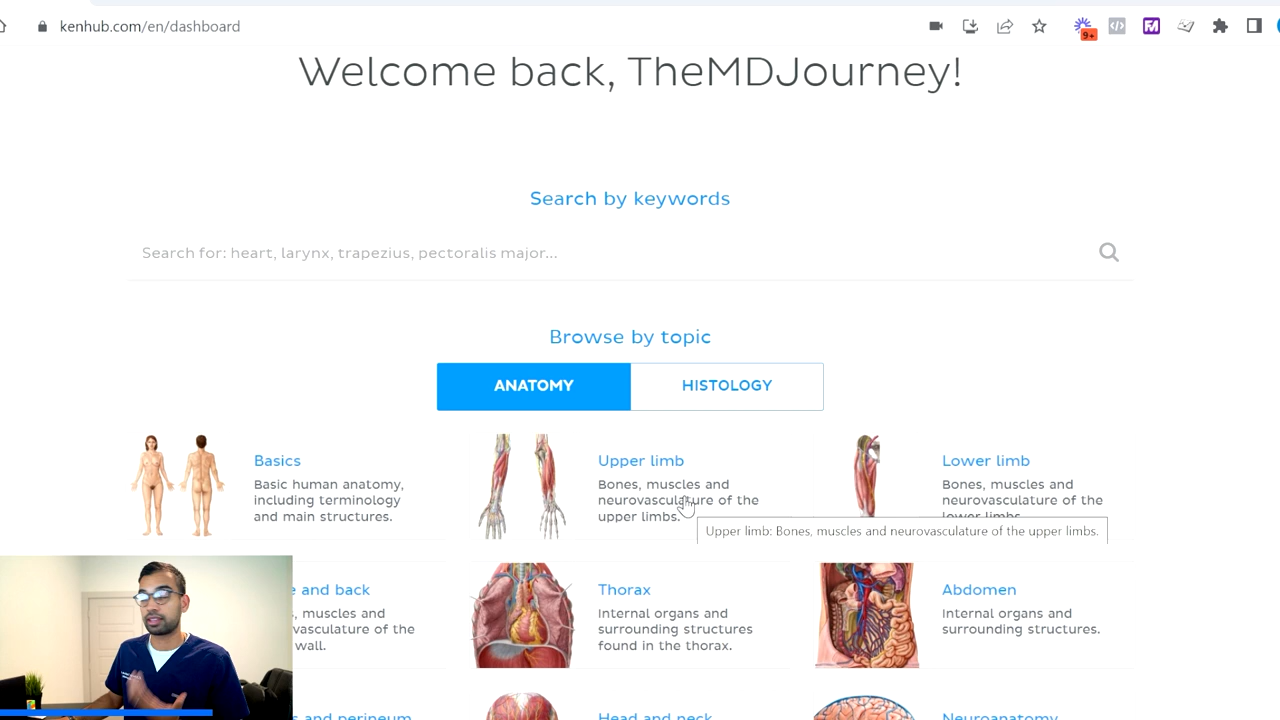 kenhub.com/en/dashboard
9+
Welcome back, TheMDJourney!
Search by keywords
Search for: heart, larynx, trapezius, pectoralis major...
Browse by topic
ANATOMY
HISTOLOGY
Basics
Basic human anatomy,
including terminology
and main structures.
Upper limb
Bones, muscles and
neurovasculature of the
upper limbs.
Lower limb
Bones, muscles and
neurovasculature of the
lower limbs.
Upper limb: Bones, muscles and neurovasculature of the upper limbs.
and back
muscles and
of the
wall.
Thorax
Internal organs and
surrounding structures
found in the thorax.
Abdomen
Internal organs and
surrounding structures.
and perineum
Head and neck
Neuroanatomy